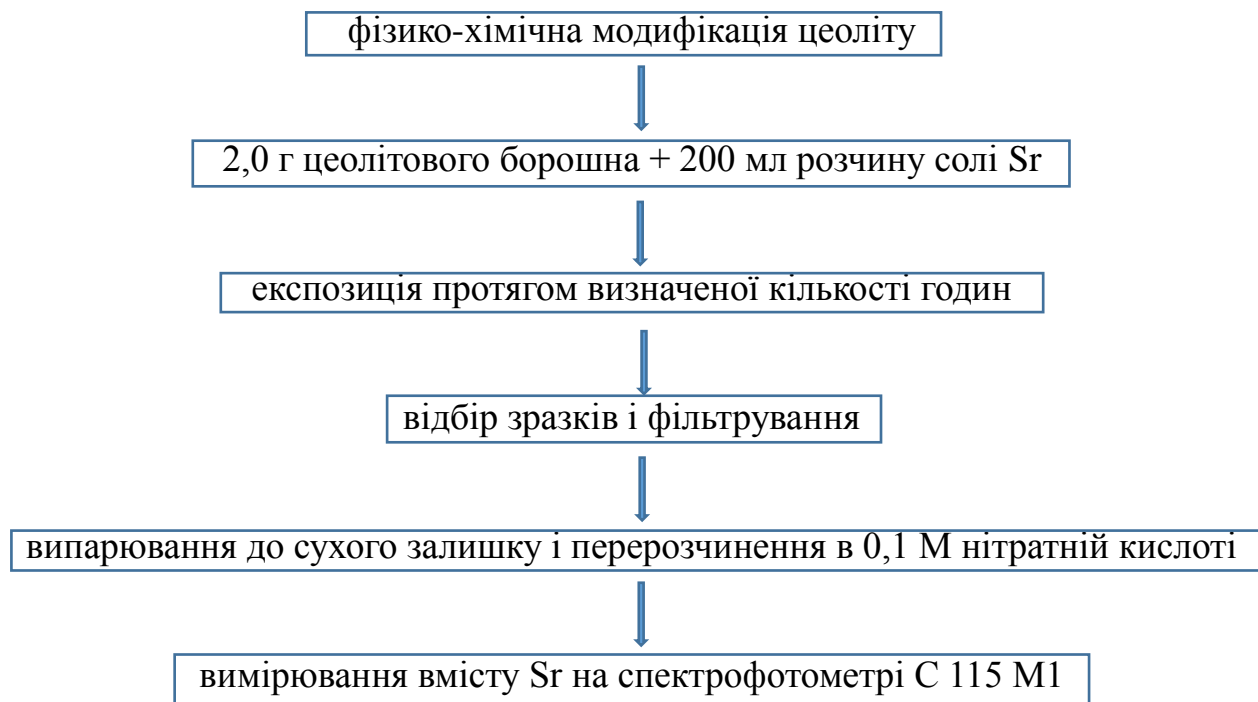 фізико-хімічна модифікація цеоліту
2,0 г цеолітового борошна + 200 мл розчину солі Sr
експозиція протягом визначеної кількості годин
відбір зразків і фільтрування
випарювання до сухого залишку і перерозчинення в 0,1 М нітратній кислоті
вимірювання вмісту Sr на спектрофотометрі С 115 М1